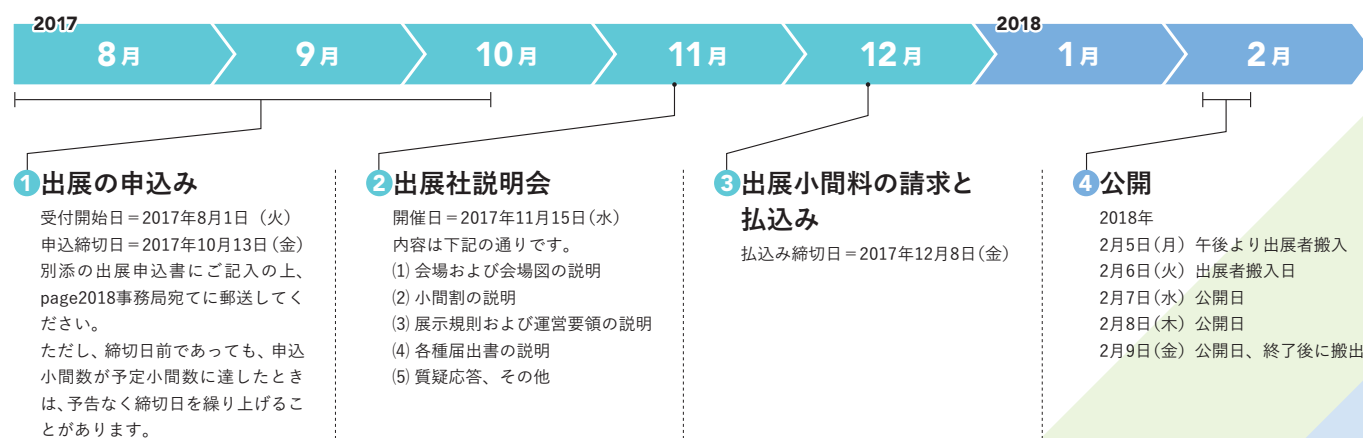 2017
8月
9月
10月
11月
12月
2018
1月
2月
1 出展の申込み
受付開始日＝2017年8月1日（火）
申込締切日＝2017年10月13日(金)
別添の出展申込書にご記入の上、
page2018事務局宛てに郵送してく
ださい。
ただし、締切日前であっても、申込
小間数が予定小間数に達したとき
は、予告なく締切日を繰り上げるこ
とがあります。
2 出展社説明会
開催日＝2017年11月15日(水)
内容は下記の通りです。
(1) 会場および会場図の説明
(2) 小間割の説明
(3) 展示規則および運営要領の説明
(4) 各種届出書の説明
(5) 質疑応答、その他
3 出展小間料の請求と
払込み
払込み締切日＝2017年12月8日(金)
4 公開
2018年
2月5日(月) 午後より出展者搬入
2月6日(火) 出展者搬入日
2月7日(水) 公開日
2月8日(木) 公開日
2月9日(金) 公開日、終了後に搬出